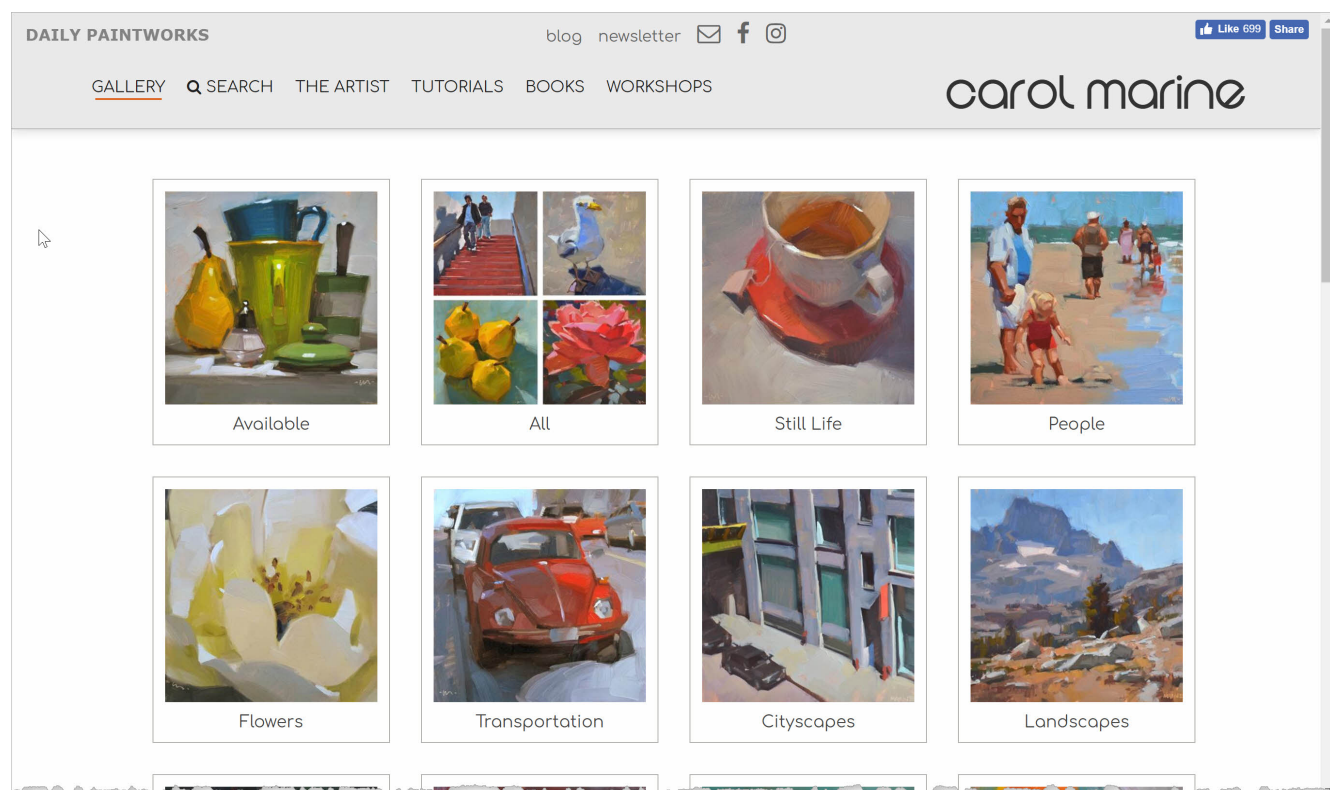 DAILY PAINTWORKS
blog newsletter
Like 699 Share
GALLERY SEARCH THE ARTIST TUTORIALS BOOKS WORKSHOPS
carol marine
Available
All
Still Life
People
Flowers
Transportation
Cityscapes
Landscapes